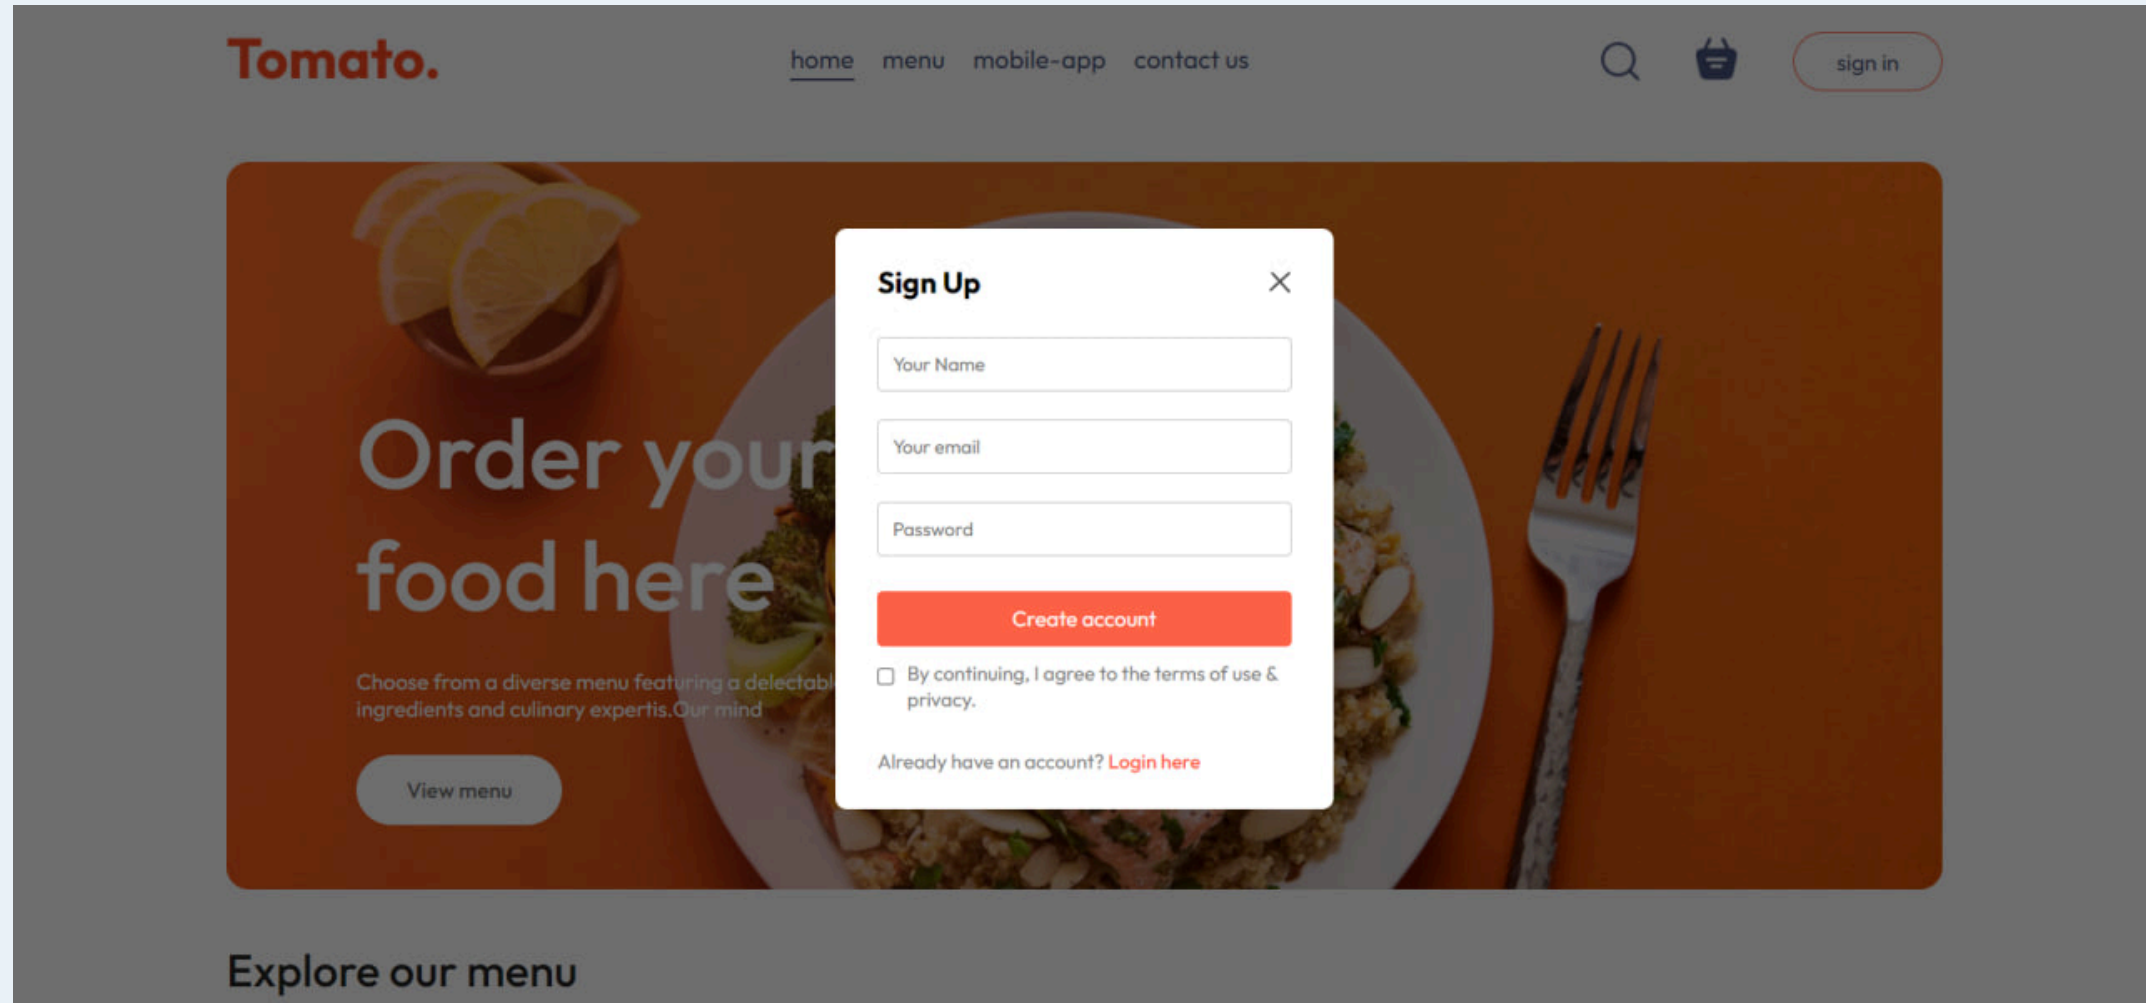 Tomato.
home menu mobile-app contact us
sign in
Sign Up
Your Name
Your email
Password
Create account
By continuing, I agree to the terms of use &
privacy.
Already have an account? Login here
Order your
food here
Choose from a diverse menu featuring a
ingredients and culinary expertis.Our mind
View menu
Explore our menu